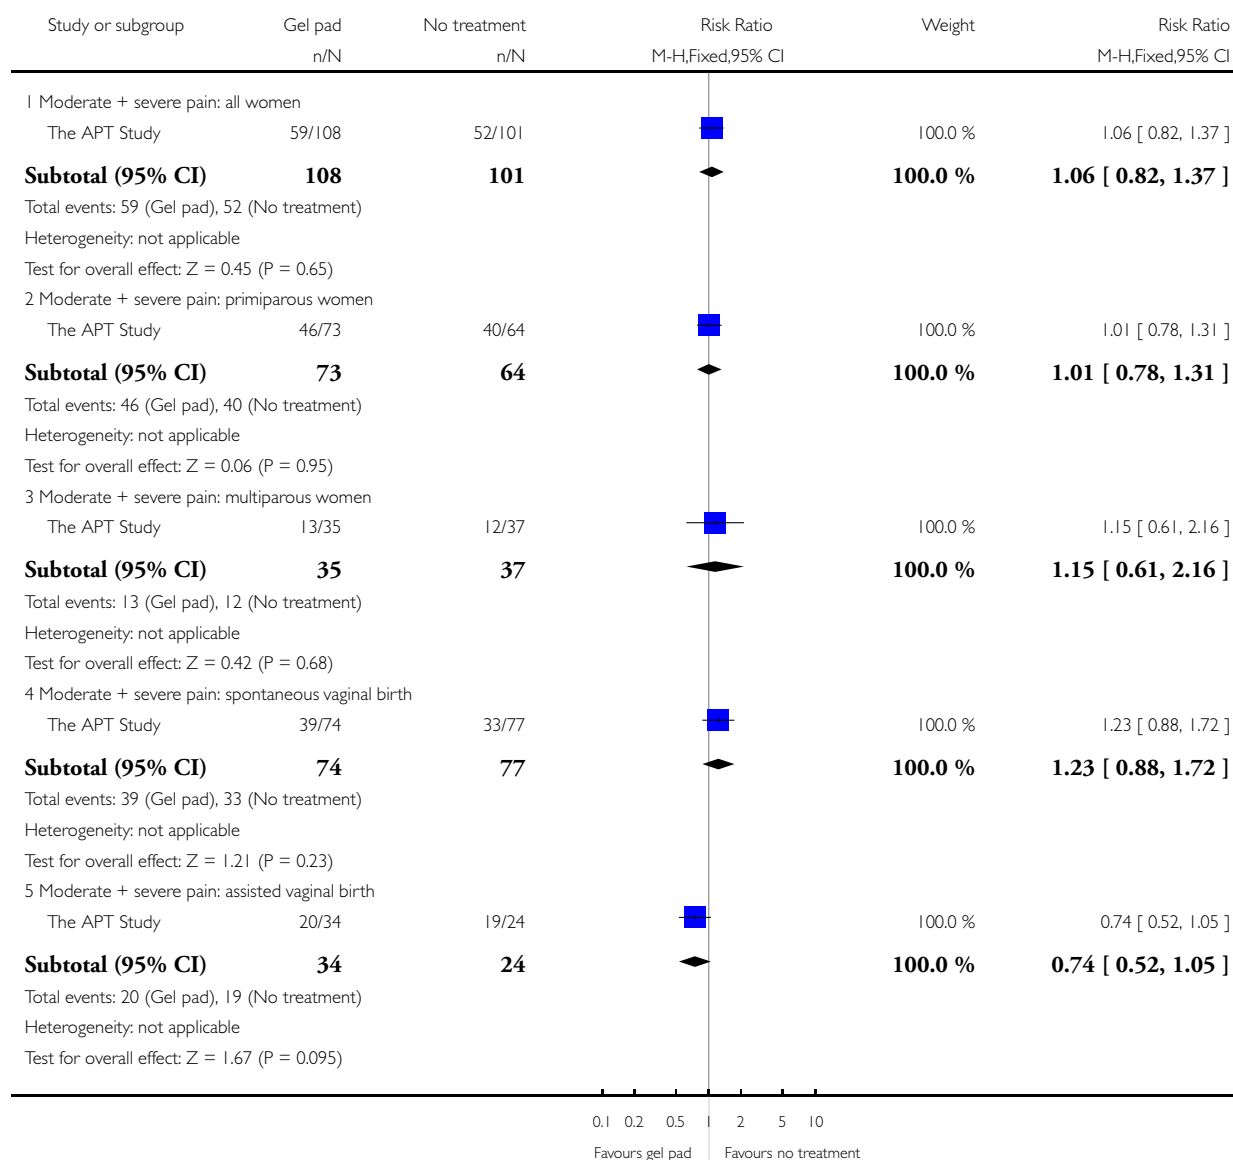 Study or subgroup Gel pad No treatment Risk Ratio Weight Risk Ratio
n/N n/N M-H,Fixed,95% CI M-H,Fixed,95% CI
1 Moderate + severe pain: all women
The APT Study 59/108 52/101 100.0 % 1.06 [ 0.82, 1.37 ]
Subtotal (95% CI) 108 101 100.0 % 1.06 [ 0.82, 1.37 ]
Total events: 59 (Gel pad), 52 (No treatment)
Heterogeneity: not applicable
Test for overall effect: Z = 0.45 (P = 0.65)
2 Moderate + severe pain: primiparous women
The APT Study 46/73 40/64 100.0 % 1.01 [ 0.78, 1.31 ]
Subtotal (95% CI) 73 64 100.0 % 1.01 [ 0.78, 1.31 ]
Total events: 46 (Gel pad), 40 (No treatment)
Heterogeneity: not applicable
Test for overall effect: Z = 0.06 (P = 0.95)
3 Moderate + severe pain: multiparous women
The APT Study 13/35 12/37 100.0 % 1.15 [ 0.61, 2.16 ]
Subtotal (95% CI) 35 37 100.0 % 1.15 [ 0.61, 2.16 ]
Total events: 13 (Gel pad), 12 (No treatment)
Heterogeneity: not applicable
Test for overall effect: Z = 0.42 (P = 0.68)
4 Moderate + severe pain: spontaneous vaginal birth
The APT Study 39/74 33/77 100.0 % 1.23 [ 0.88, 1.72 ]
Subtotal (95% CI) 74 77 100.0 % 1.23 [ 0.88, 1.72 ]
Total events: 39 (Gel pad), 33 (No treatment)
Heterogeneity: not applicable
Test for overall effect: Z = 1.21 (P = 0.23)
5 Moderate + severe pain: assisted vaginal birth
The APT Study 20/34 19/24 100.0 % 0.74 [ 0.52, 1.05 ]
Subtotal (95% CI) 34 24 100.0 % 0.74 [ 0.52, 1.05 ]
Total events: 20 (Gel pad), 19 (No treatment)
Heterogeneity: not applicable
Test for overall effect: Z = 1.67 (P = 0.095)
0.1 0.2 0.5 1 2 5 10
Favours gel pad Favours no treatment